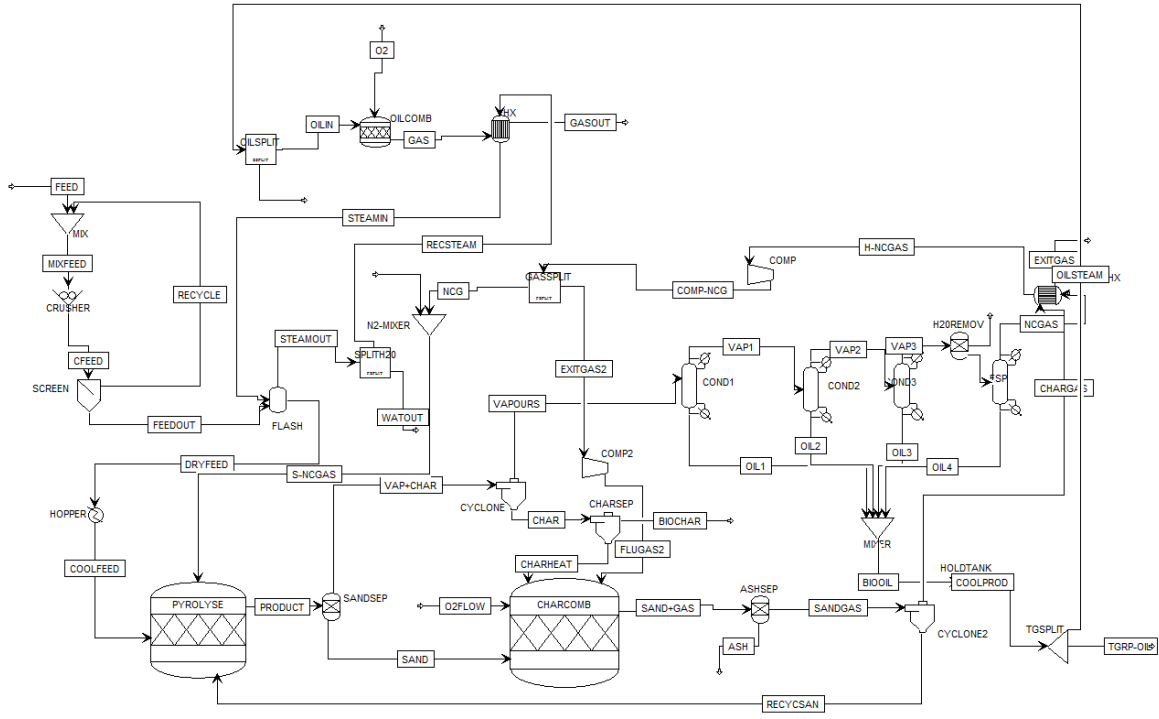 O2
OILIN
OILCOMB
HX
GASOUT
OILSPLIT
SSPLIT
GAS
FEED
STEAMIN
MIX
RECSTEAM
H-NCGAS
EXITGAS
MIXFEED
COMP
OILSTEAM
HX
GASSPLIT
FSPLIT
RECYCLE
NCG
COMP-NCG
CRUSHER
N2-MIXER
NCGAS
H20REMOV
STEAMOUT
VAP1
VAP2
VAP3
SPLITH20
FSPLIT
CFEED
EXITGAS2
SCREEN
COND1
COND2
COND3
ESP
CHARGAS
VAPOURS
WATOUT
FEEDOUT
FLASH
OIL2
OIL3
DRYFEED
S-NCGAS
COMP2
OIL1
OIL4
VAP+CHAR
HOPPER
CYCLONE
CHARSEP
CHAR
BIOCHAR
MIXER
FLUGAS2
CHARHEAT
COOLFEED
HOLDTANK
BIOOIL
COOLPROD
PYROLYSE
PRODUCT
SANDSEP
O2FLOW
CHARCOMB
SAND+GAS
ASHSEP
SANDGAS
CYCLONE2
TGSPLIT
ASH
TGRP-OIL
SAND
RECYCSAN